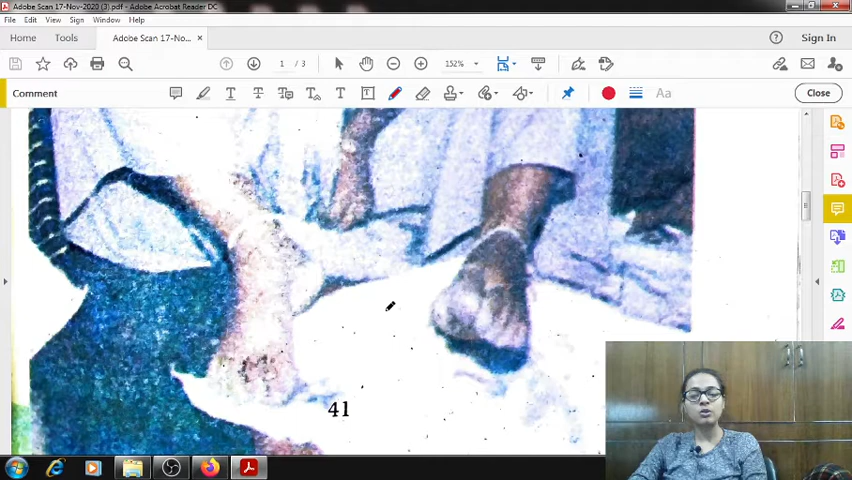 Adobe Scan 17-Nov-2020 (3).pdf - Adobe Acrobat Reader DC
File Edit View Sign Window Help
Home Tools Adobe Scan 17-No... × Sign In
1 / 3 152%
Comment Aa Close
41